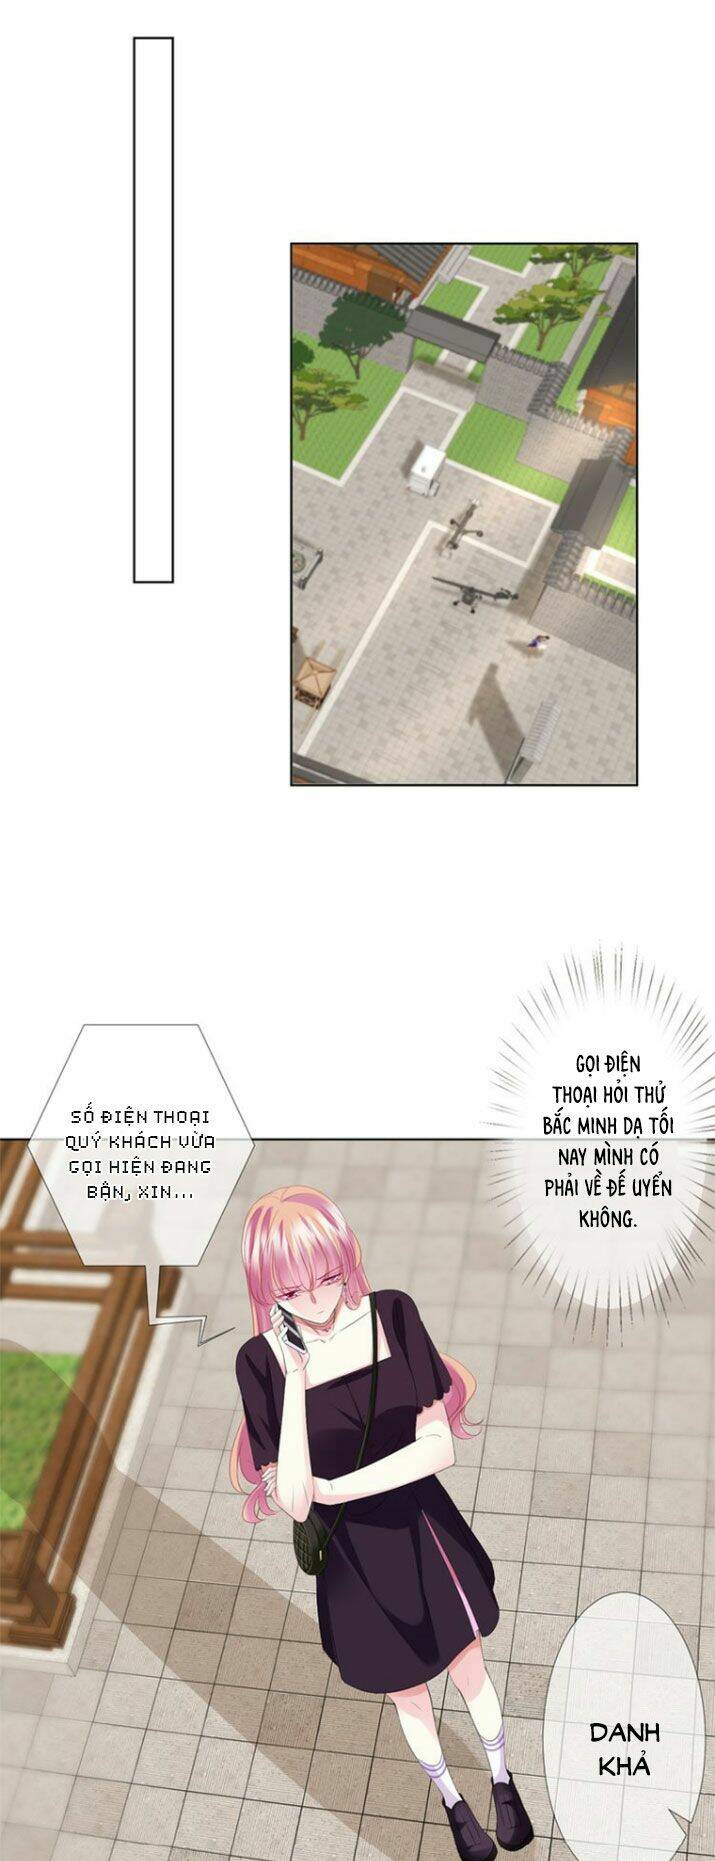 GỌI ĐIỆN
THOẠI HỎI THỬ
BẮC MINH DẠ TỐI
NAY MÌNH CÓ
PHẢI VỀ ĐẾ UYỂN
KHÔNG.
SỐ ĐIỆN THOẠI
QUÝ KHÁCH VỪA
GỌI HIỆN ĐANG
BẬN, XIN...
DANH
KHẢ